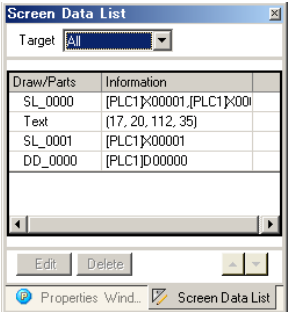 Screen Data List
Target All
Draw/Parts Information
SL_0000 [PLC1]X00001,[PLC1]X00
Text (17, 20, 112, 35)
SL_0001 [PLC1]X00001
DD_0000 [PLC1]D00000
Edit Delete
Properties Wind... Screen Data List